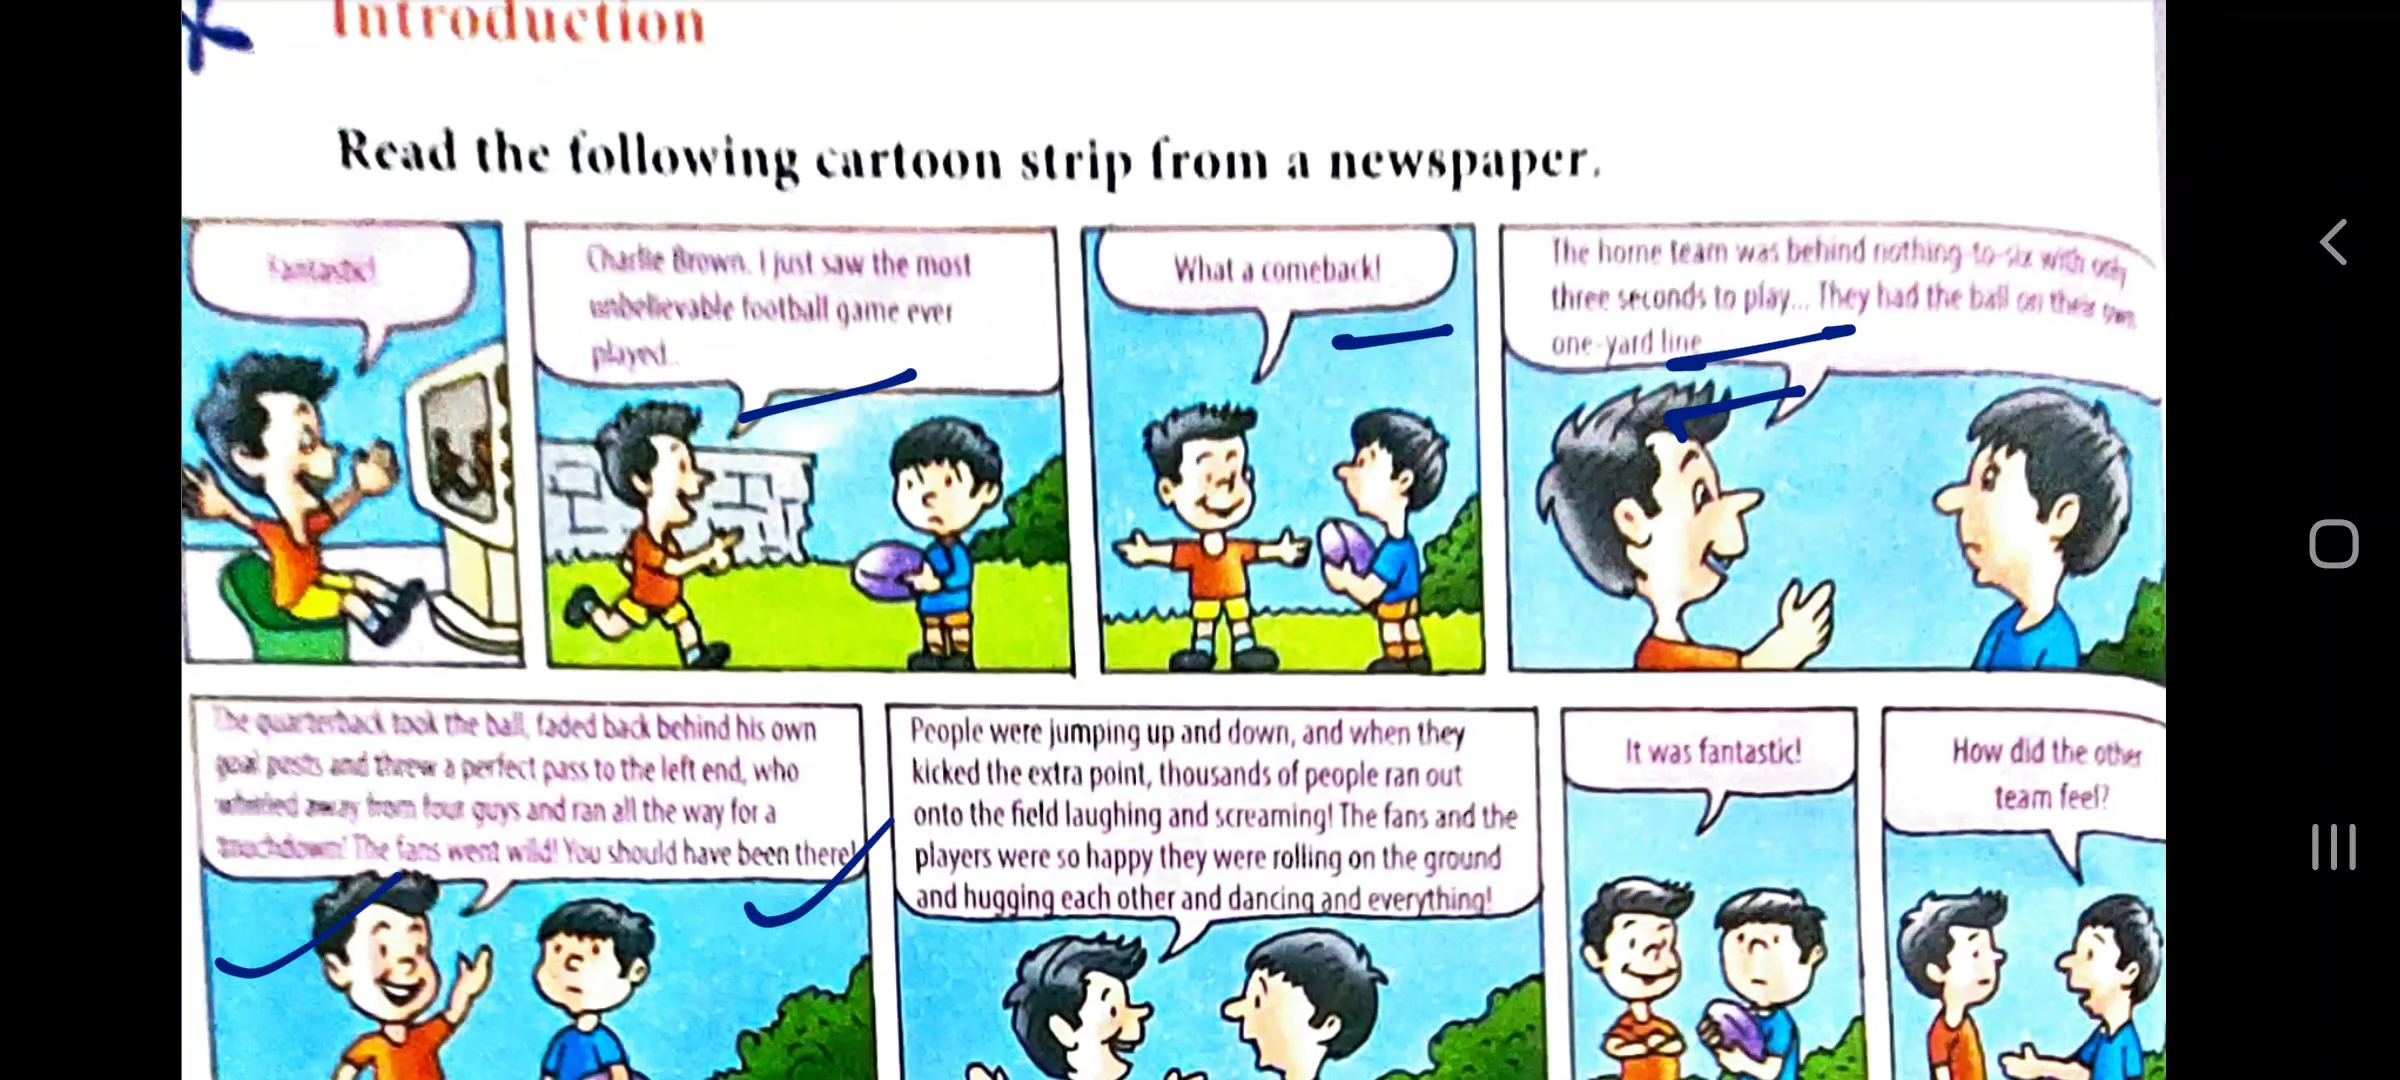 Introduction
Read the following cartoon strip from a newspaper.
Fantastic!
Charlie Brown. I just saw the most
unbelievable football game ever
played..
What a comeback!
The home team was behind nothing-to-six with only
three seconds to play... They had the ball on their own
one-yard line
The quarterback took the ball, faded back behind his own
goal posts and threw a perfect pass to the left end, who
whirled away from four guys and ran all the way for a
touchdown! The fans went wild! You should have been there!
People were jumping up and down, and when they
kicked the extra point, thousands of people ran out
onto the field laughing and screaming! The fans and the
players were so happy they were rolling on the ground
and hugging each other and dancing and everything!
It was fantastic!
How did the other
team feel?